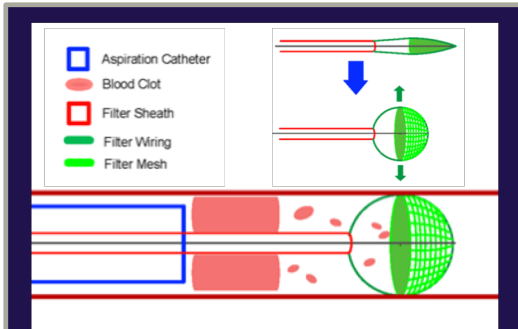 Aspiration Catheter
Blood Clot
Filter Sheath
Filter Wiring
Filter Mesh